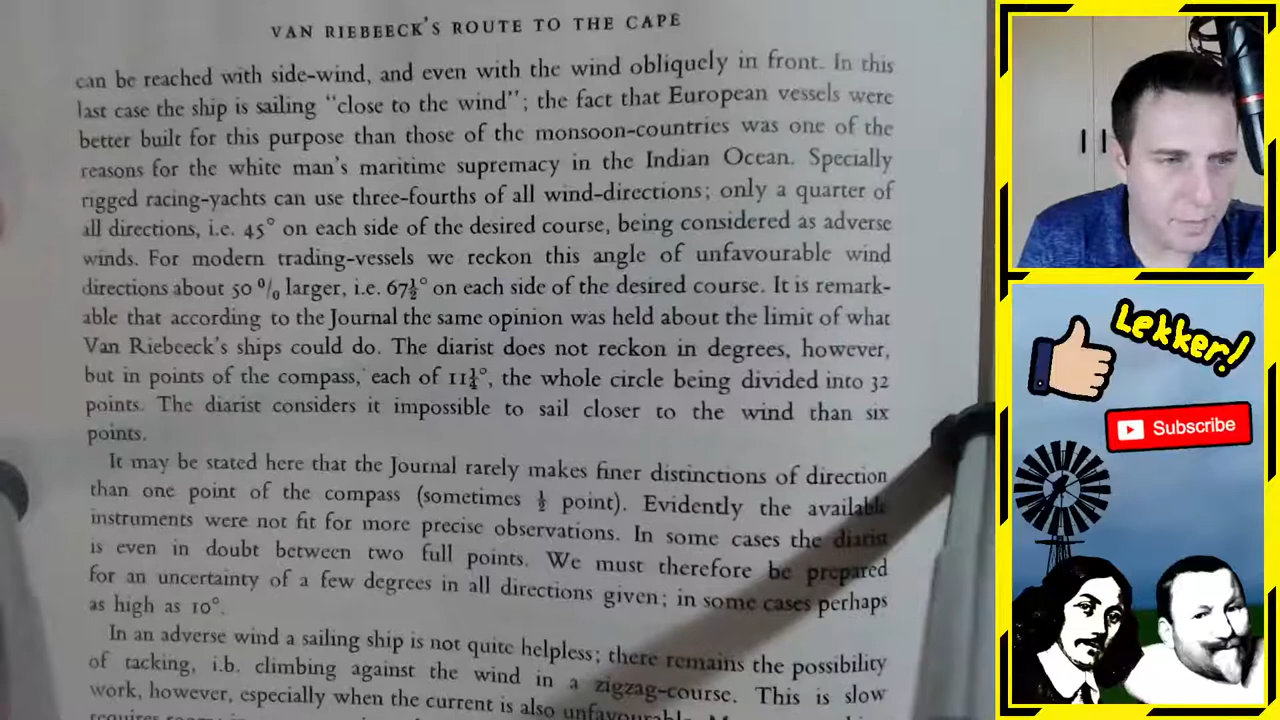 VAN RIEBEECK'S ROUTE TO THE CAPE
can be reached with side-wind, and even with the wind obliquely in front. In this
last case the ship is sailing "close to the wind"; the fact that European vessels were
better built for this purpose than those of the monsoon-countries was one of the
reasons for the white man's maritime supremacy in the Indian Ocean. Specially
rigged racing-yachts can use three-fourths of all wind-directions; only a quarter of
all directions, i.e. 45° on each side of the desired course, being considered as adverse
winds. For modern trading-vessels we reckon this angle of unfavourable wind
directions about 50 % larger, i.e. 67½° on each side of the desired course. It is remark-
able that according to the Journal the same opinion was held about the limit of what
Van Riebeeck's ships could do. The diarist does not reckon in degrees, however,
but in points of the compass, each of 11¼°, the whole circle being divided into 32
points. The diarist considers it impossible to sail closer to the wind than six
points.
It may be stated here that the Journal rarely makes finer distinctions of direction
than one point of the compass (sometimes ½ point). Evidently the available
instruments were not fit for more precise observations. In some cases the diarist
is even in doubt between two full points. We must therefore be prepared
for an uncertainty of a few degrees in all directions given; in some cases perhaps
as high as 10°.
In an adverse wind a sailing ship is not quite helpless; there remains the possibility
of tacking, i.b. climbing against the wind in a zigzag-course. This is slow
work, however, especially when the current is also unfavourable.
Lekker!
Subscribe